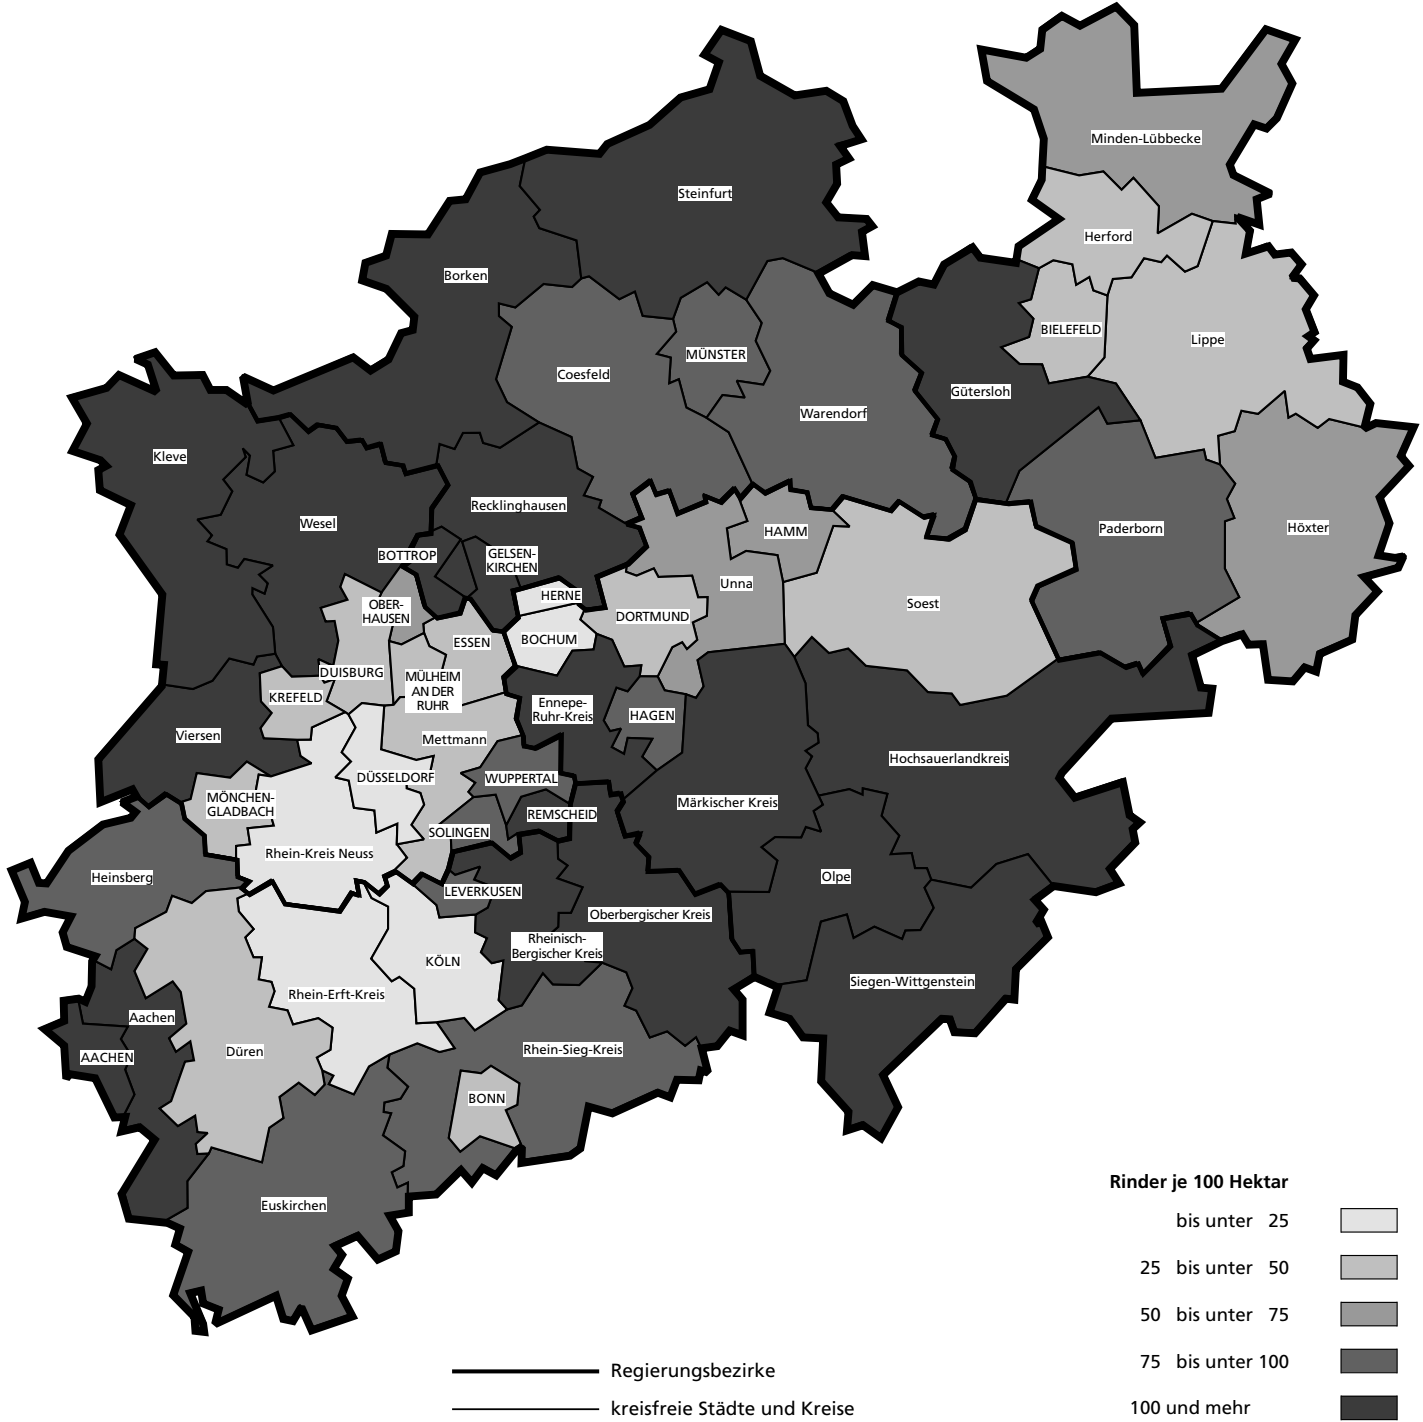 Minden-Lübbecke
Steinfurt
Herford
Borken
BIELEFELD
Lippe
MÜNSTER
Coesfeld
Gütersloh
Warendorf
Kleve
Recklinghausen
Wesel
Paderborn
Höxter
HAMM
BOTTROP
GELSEN-
KIRCHEN
Unna
HERNE
Soest
OBER-
HAUSEN
DORTMUND
BOCHUM
ESSEN
DUISBURG
MÜLHEIM
AN DER
RUHR
KREFELD
Ennepe-
Ruhr-Kreis
HAGEN
Viersen
Mettmann
Hochsauerlandkreis
DÜSSELDORF
WUPPERTAL
MÖNCHEN-
GLADBACH
Märkischer Kreis
REMSCHEID
SOLINGEN
Rhein-Kreis Neuss
Heinsberg
Olpe
LEVERKUSEN
Oberbergischer Kreis
Rheinisch-
Bergischer Kreis
KÖLN
Siegen-Wittgenstein
Rhein-Erft-Kreis
Aachen
Düren
Rhein-Sieg-Kreis
AACHEN
BONN
Euskirchen
Rinder je 100 Hektar
bis unter 25
25 bis unter 50
50 bis unter 75
75 bis unter 100
100 und mehr
Regierungsbezirke
kreisfreie Städte und Kreise